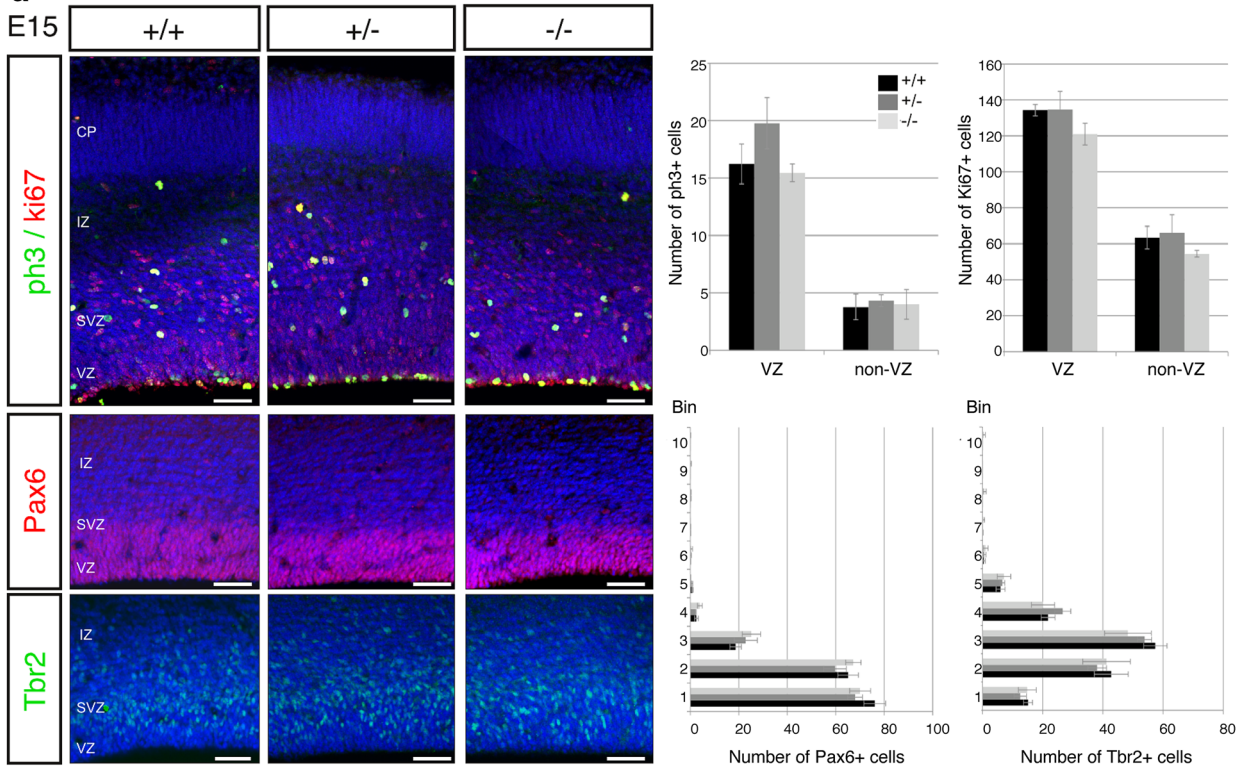 E15
+/+
+/-
-/-
ph3 / ki67
CP
IZ
SVZ
VZ
Pax6
IZ
SVZ
VZ
Tbr2
IZ
SVZ
VZ
Number of ph3+ cells
25
20
15
10
5
0
VZ
non-VZ
+/+
+/-
-/-
Number of Ki67+ cells
160
140
120
100
80
60
40
20
0
VZ
non-VZ
Bin
10
9
8
7
6
5
4
3
2
1
0 20 40 60 80 100
Number of Pax6+ cells
Bin
10
9
8
7
6
5
4
3
2
1
0 20 40 60 80
Number of Tbr2+ cells